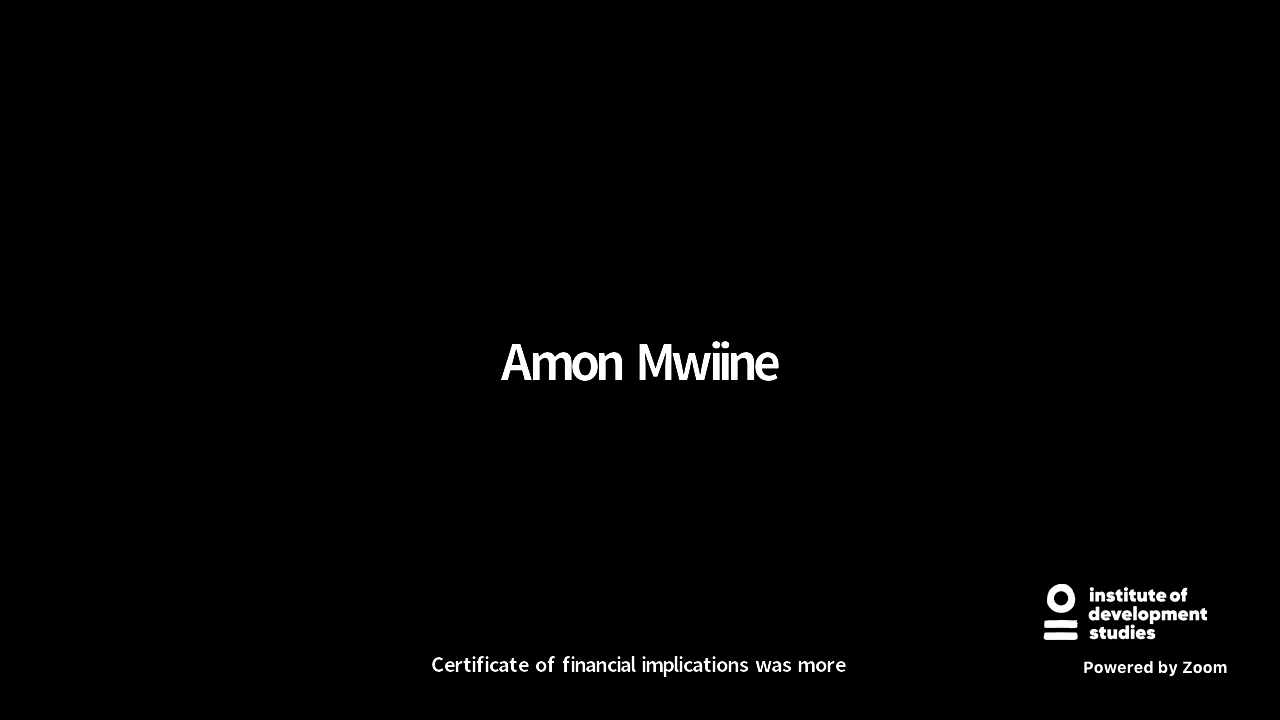 Amon Mwiine
institute of
development
studies
Certificate of financial implications was more
Powered by Zoom